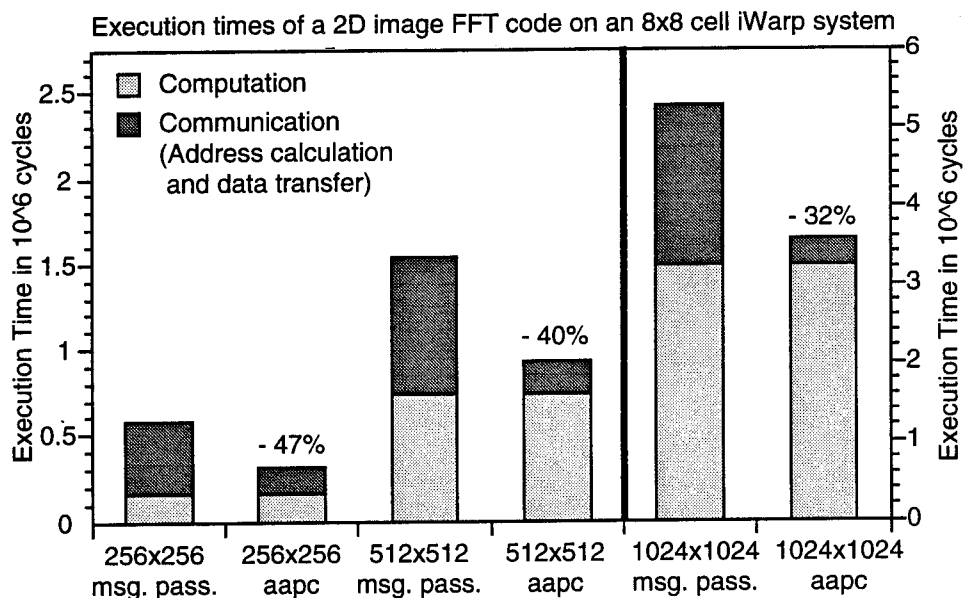 Execution times of a 2D image FFT code on an 8x8 cell iWarp system
Execution Time in 10^6 cycles
2.5
2
1.5
1
0.5
0
Computation
Communication
(Address calculation
and data transfer)
- 47%
- 40%
- 32%
6
5
4
3
2
1
0
Execution Time in 10^6 cycles
256x256 256x256 512x512 512x512 1024x1024 1024x1024
msg. pass. aapc msg. pass. aapc msg. pass. aapc